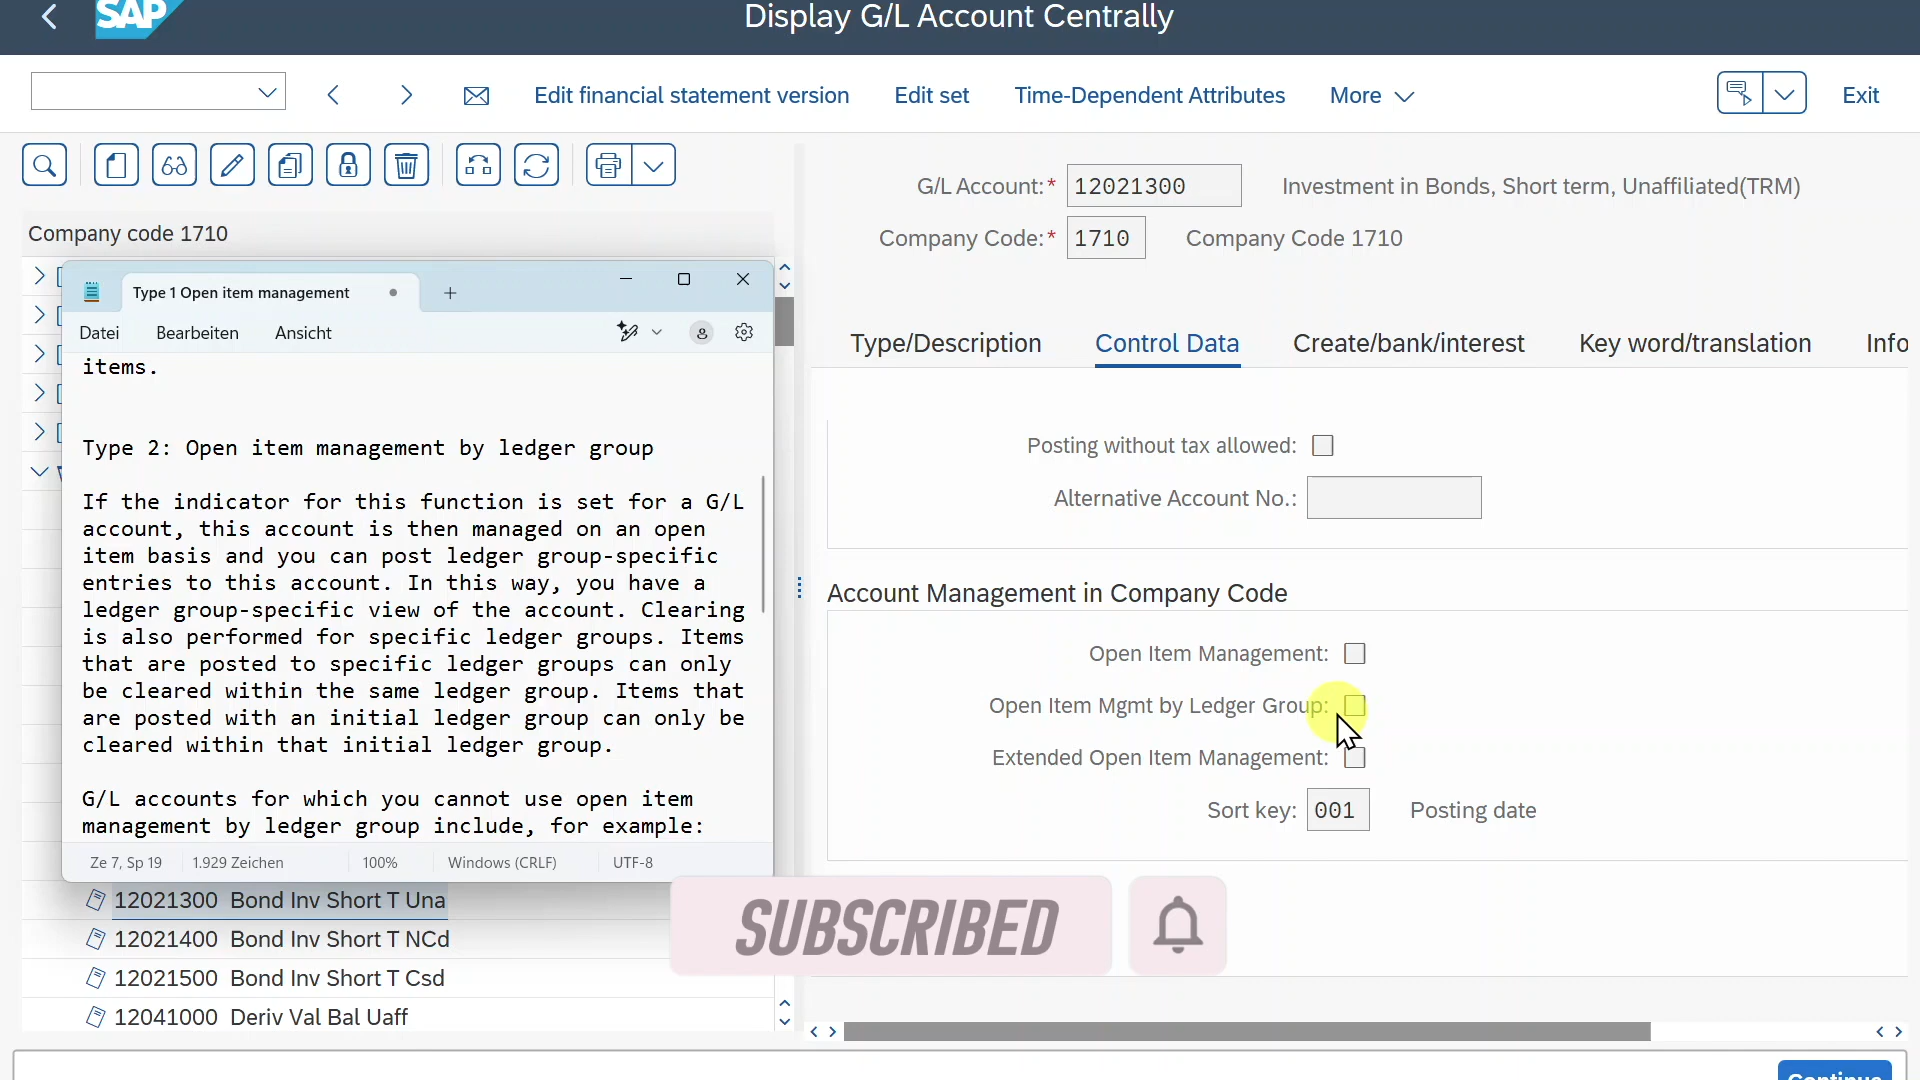 SAP
Display G/L Account Centrally
Edit financial statement version
Edit set
Time-Dependent Attributes
More
Exit
G/L Account:* 12021300 Investment in Bonds, Short term, Unaffiliated(TRM)
Company Code:* 1710 Company Code 1710
Company code 1710
Type 1 Open item management
Datei Bearbeiten Ansicht
items.
Type 2: Open item management by ledger group
If the indicator for this function is set for a G/L
account, this account is then managed on an open
item basis and you can post ledger group-specific
entries to this account. In this way, you have a
ledger group-specific view of the account. Clearing
is also performed for specific ledger groups. Items
that are posted to specific ledger groups can only
be cleared within the same ledger group. Items that
are posted with an initial ledger group can only be
cleared within that initial ledger group.
G/L accounts for which you cannot use open item
management by ledger group include, for example:
Ze 7, Sp 19 1.929 Zeichen 100% Windows (CRLF) UTF-8
12021300 Bond Inv Short T Una
12021400 Bond Inv Short T NCd
12021500 Bond Inv Short T Csd
12041000 Deriv Val Bal Uaff
Type/Description Control Data Create/bank/interest Key word/translation Info
Posting without tax allowed:
Alternative Account No.:
Account Management in Company Code
Open Item Management:
Open Item Mgmt by Ledger Group:
Extended Open Item Management:
Sort key: 001 Posting date
SUBSCRIBED
Continue